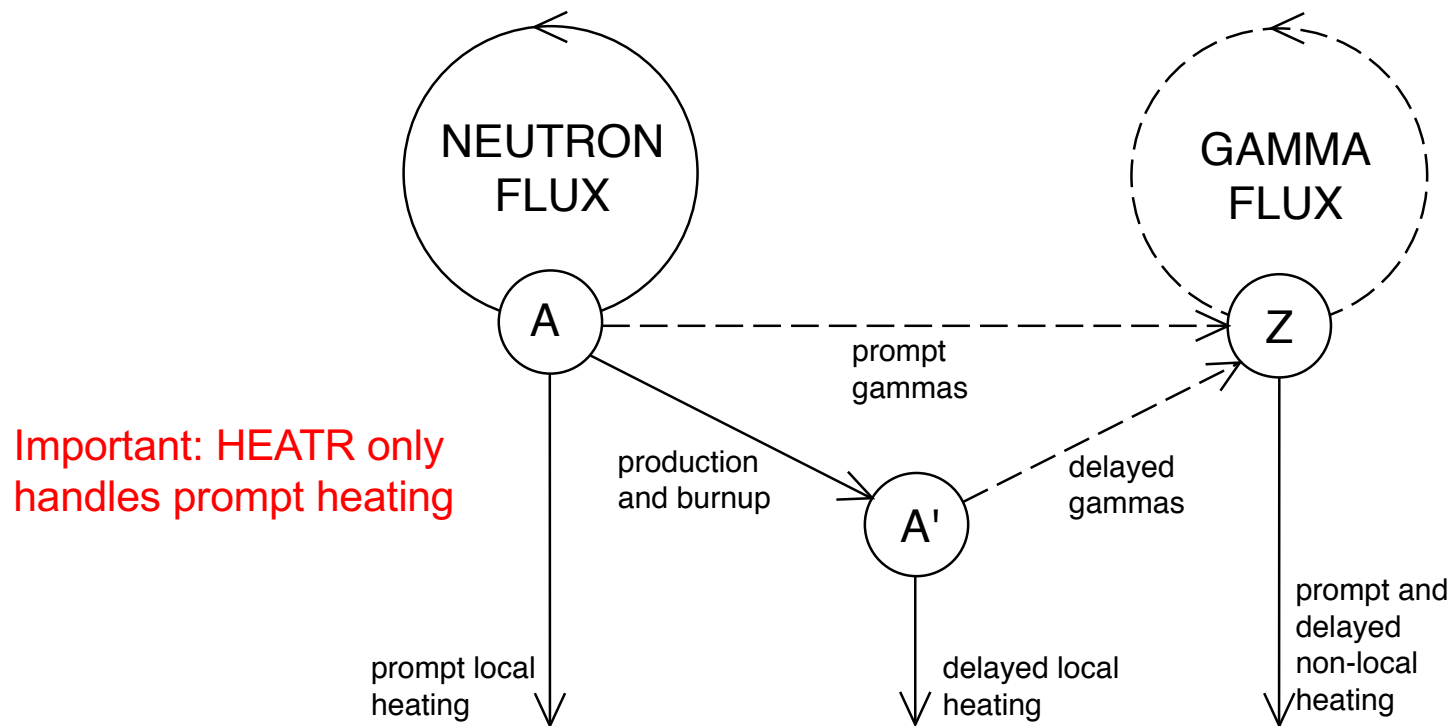 NEUTRON
FLUX
GAMMA
FLUX
A
Z
prompt
gammas
Important: HEATR only
handles prompt heating
production
and burnup
delayed
gammas
A'
prompt local
heating
delayed local
heating
prompt and
delayed
non-local
heating